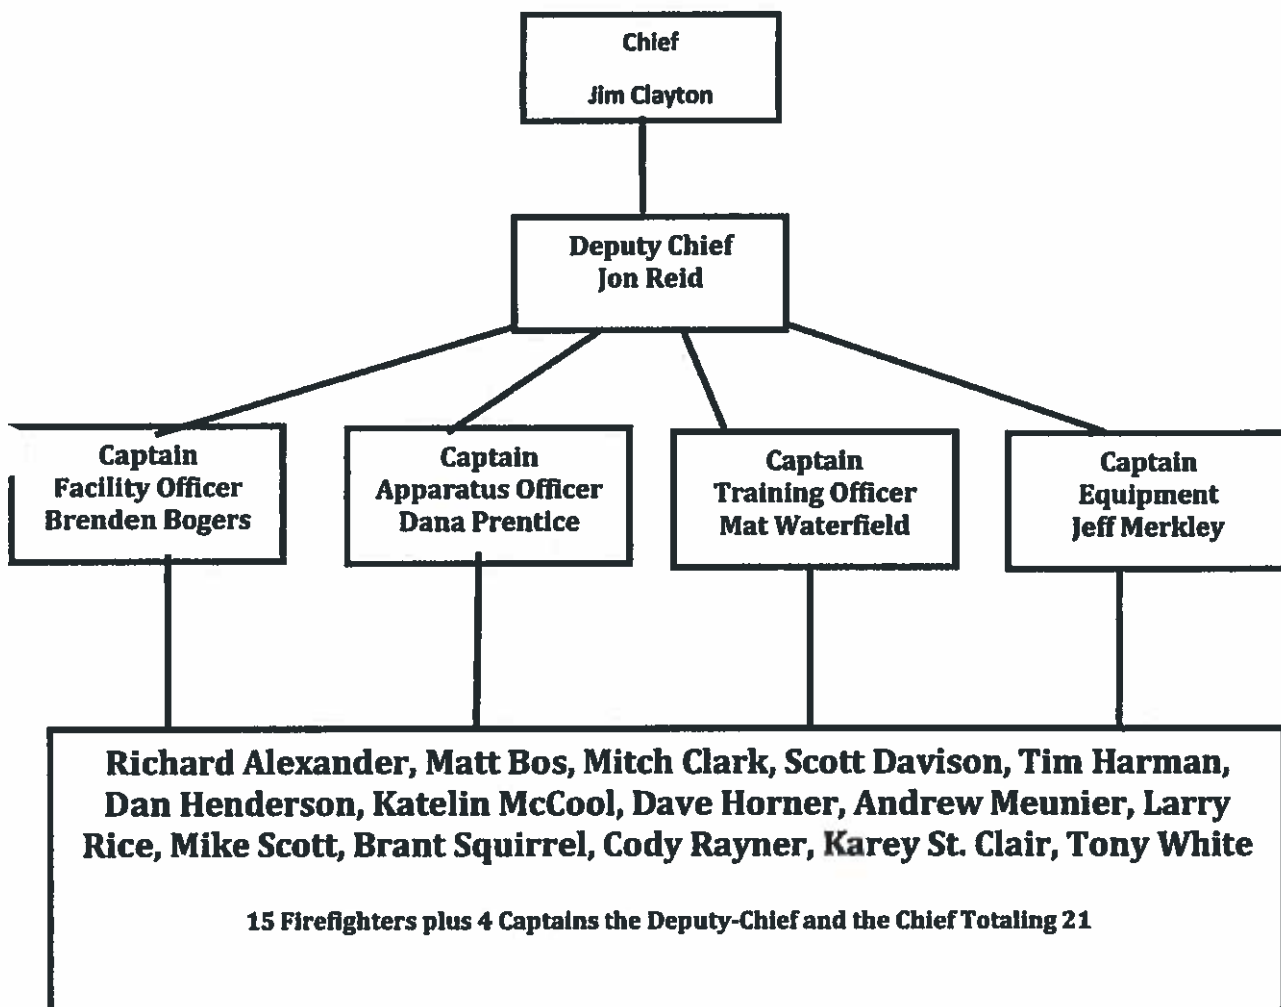 Chief
Jim Clayton
Deputy Chief
Jon Reid
Captain
Facility Officer
Brenden Bogers
Captain
Apparatus Officer
Dana Prentice
Captain
Training Officer
Mat Waterfield
Captain
Equipment
Jeff Merkley
Richard Alexander, Matt Bos, Mitch Clark, Scott Davison, Tim Harman,
Dan Henderson, Katelin McCool, Dave Horner, Andrew Meunier, Larry
Rice, Mike Scott, Brant Squirrel, Cody Rayner, Karey St. Clair, Tony White
15 Firefighters plus 4 Captains the Deputy-Chief and the Chief Totaling 21